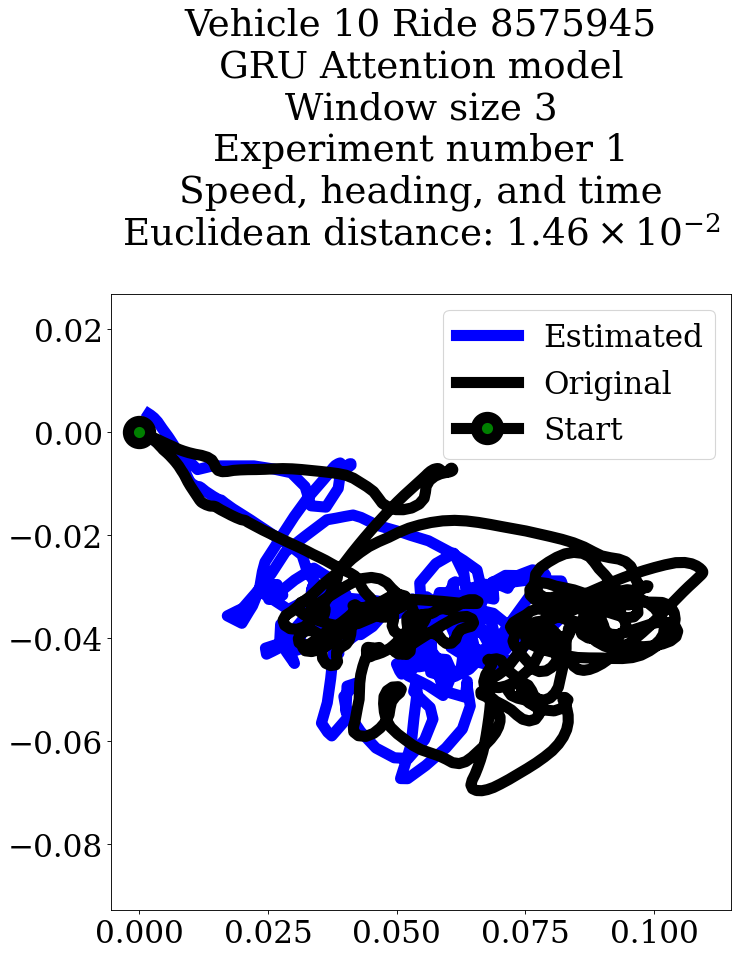 Vehicle 10 Ride 8575945
GRU Attention model
Window size 3
Experiment number 1
Speed, heading, and time
Euclidean distance: 1.46 × 10⁻²
Estimated
Original
Start
0.02
0.00
−0.02
−0.04
−0.06
−0.08
0.000 0.025 0.050 0.075 0.100